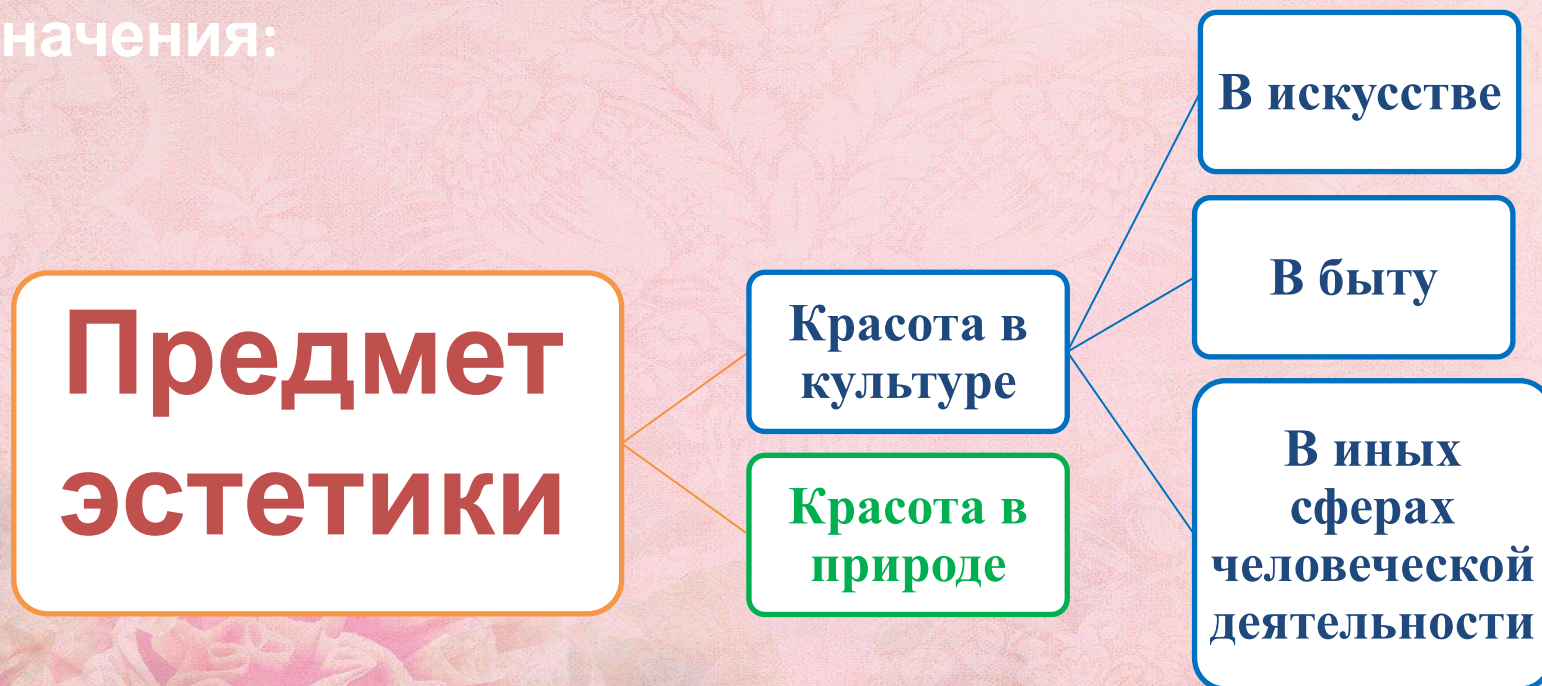 начения:
Предмет
эстетики
Красота в
культуре
Красота в
природе
В искусстве
В быту
В иных
сферах
человеческой
деятельности